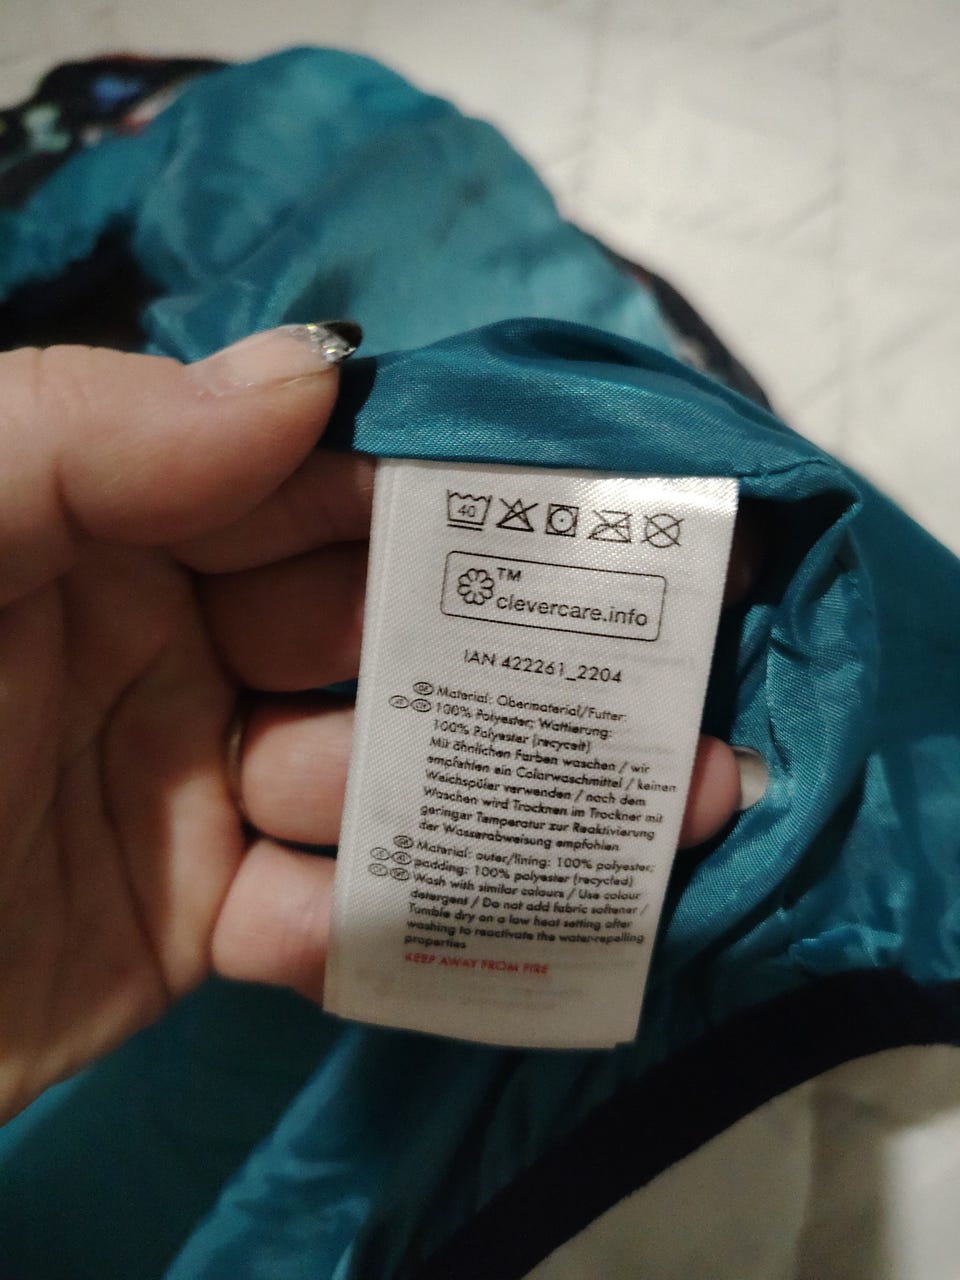 40
TM
clevercare.info
IAN 422261_2204
DE Material: Obermaterial/Futter:
100% Polyester; Wattierung:
100% Polyester (recycelt)
Mit ähnlichen Farben waschen / wir
empfehlen ein Colorwaschmittel / keinen
Weichspüler verwenden / nach dem
Waschen wird Trocknen im Trockner mit
geringer Temperatur zur Reaktivierung
der Wasserabweisung empfohlen
Material: outer/lining: 100% polyester;
padding: 100% polyester (recycled)
Wash with similar colours / Use colour
detergent / Do not add fabric softener /
Tumble dry on a low heat setting after
washing to reactivate the water-repelling
properties
KEEP AWAY FROM FIRE